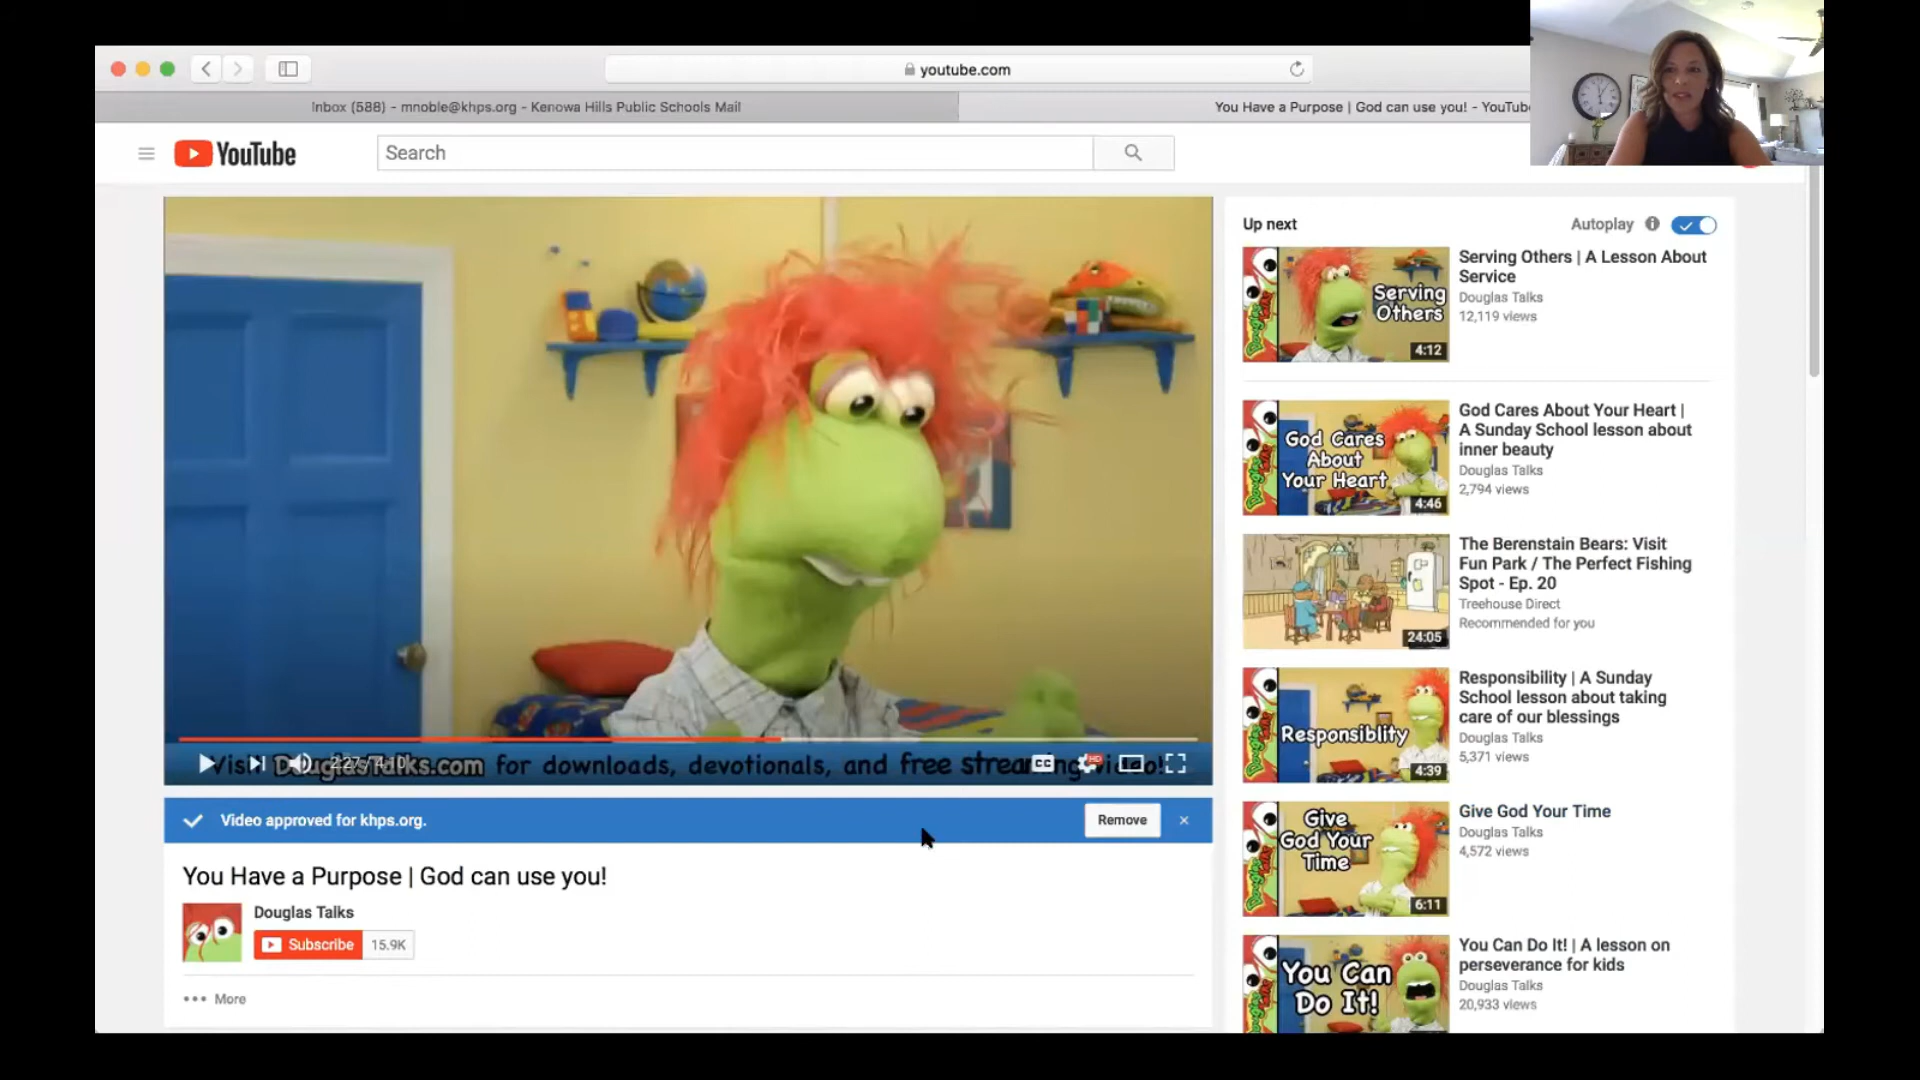 youtube.com
Inbox (588) - mnoble@khps.org - Kenowa Hills Public Schools Mail
You Have a Purpose | God can use you! - YouTube
YouTube
Search
Visit DouglasTalks.com for downloads, devotionals, and free streaming video!
2:27 / 4:10
CC
HD
Video approved for khps.org.
Remove
You Have a Purpose | God can use you!
Douglas Talks
Subscribe 15.9K
More
Up next
Autoplay
Serving
Others
4:12
Serving Others | A Lesson About
Service
Douglas Talks
12,119 views
God Cares
About
Your Heart
4:46
God Cares About Your Heart |
A Sunday School lesson about
inner beauty
Douglas Talks
2,794 views
24:05
The Berenstain Bears: Visit
Fun Park / The Perfect Fishing
Spot - Ep. 20
Treehouse Direct
Recommended for you
Responsiblity
4:39
Responsibility | A Sunday
School lesson about taking
care of our blessings
Douglas Talks
5,371 views
Give
God Your
Time
6:11
Give God Your Time
Douglas Talks
4,572 views
You Can
Do It!
You Can Do It! | A lesson on
perseverance for kids
Douglas Talks
20,933 views